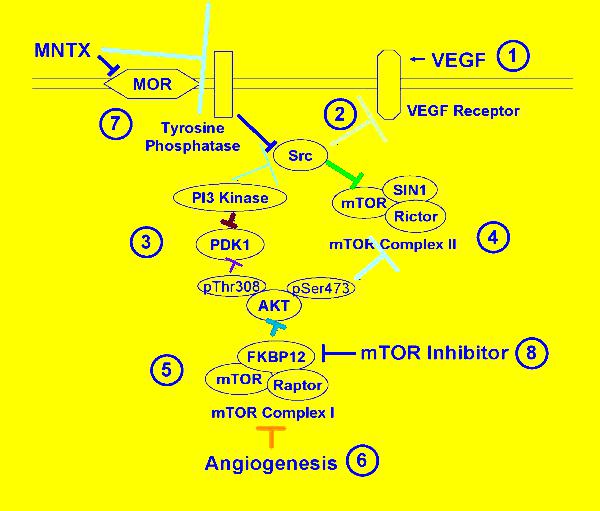 MNTX
VEGF 1
MOR
VEGF Receptor
2
7
Tyrosine
Phosphatase
Src
PI3 Kinase
SIN1
mTOR
Rictor
3
PDK1
mTOR Complex II
4
pThr308
pSer473
AKT
FKBP12
mTOR Inhibitor 8
5
mTOR
Raptor
mTOR Complex I
Angiogenesis 6